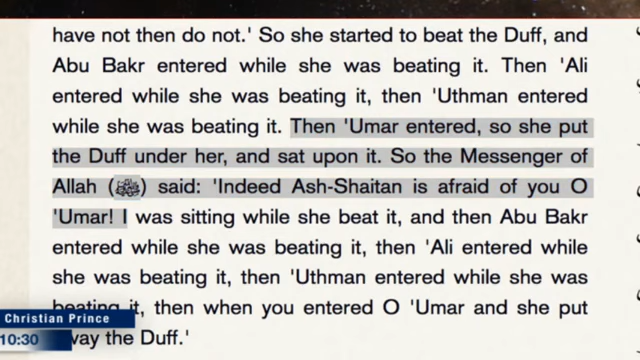 have not then do not.' So she started to beat the Duff, and
Abu Bakr entered while she was beating it. Then 'Ali
entered while she was beating it, then 'Uthman entered
while she was beating it. Then 'Umar entered, so she put
the Duff under her, and sat upon it. So the Messenger of
Allah (ﷺ) said: 'Indeed Ash-Shaitan is afraid of you O
'Umar! I was sitting while she beat it, and then Abu Bakr
entered while she was beating it, then 'Ali entered while
she was beating it, then 'Uthman entered while she was
beating it, then when you entered O 'Umar and she put
way the Duff.'
Christian Prince
10:30